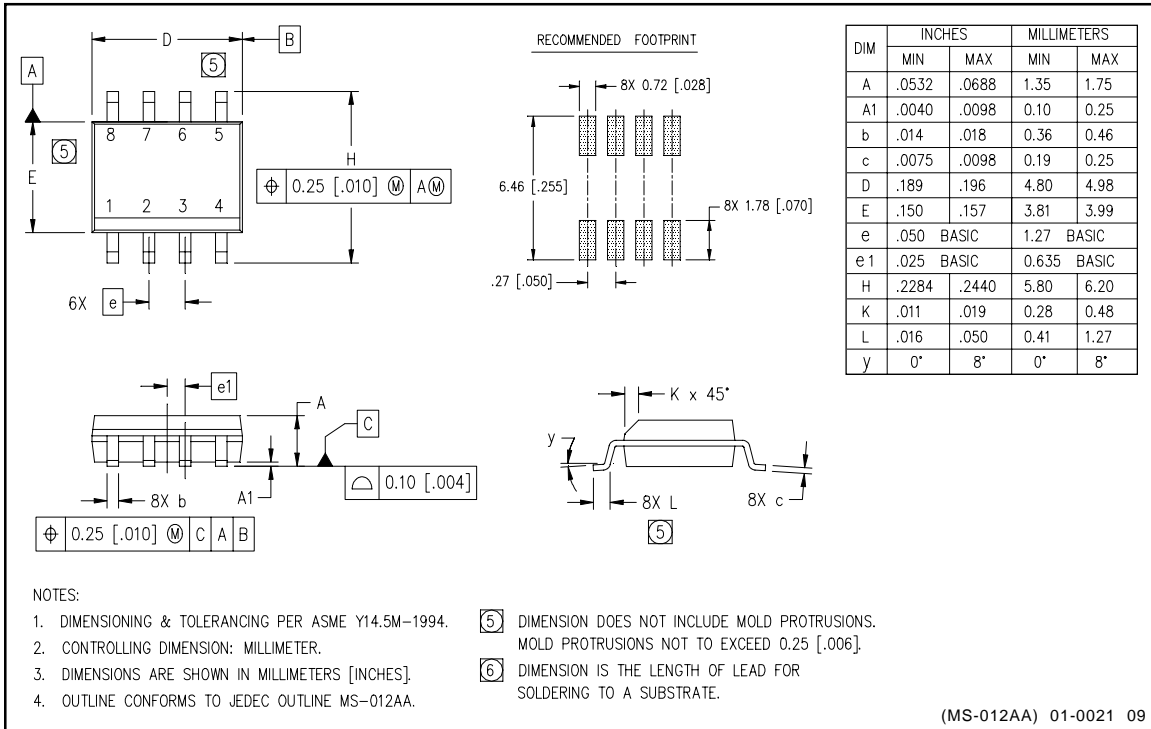 D
B
5
A
8 7 6 5
5
E
H
⌖ 0.25 [.010] Ⓜ AⓂ
1 2 3 4
6X e
RECOMMENDED FOOTPRINT
8X 0.72 [.028]
6.46 [.255]
8X 1.78 [.070]
.27 [.050]
DIM INCHES MILLIMETERS
MIN MAX MIN MAX
A .0532 .0688 1.35 1.75
A1 .0040 .0098 0.10 0.25
b .014 .018 0.36 0.46
c .0075 .0098 0.19 0.25
D .189 .196 4.80 4.98
E .150 .157 3.81 3.99
e .050 BASIC 1.27 BASIC
e1 .025 BASIC 0.635 BASIC
H .2284 .2440 5.80 6.20
K .011 .019 0.28 0.48
L .016 .050 0.41 1.27
y 0° 8° 0° 8°
e1
A
C
0.10 [.004]
8X b
A1
⌖ 0.25 [.010] Ⓜ C A B
K x 45°
y
8X L
8X c
5
NOTES:
1. DIMENSIONING & TOLERANCING PER ASME Y14.5M-1994.
2. CONTROLLING DIMENSION: MILLIMETER.
3. DIMENSIONS ARE SHOWN IN MILLIMETERS [INCHES].
4. OUTLINE CONFORMS TO JEDEC OUTLINE MS-012AA.
5 DIMENSION DOES NOT INCLUDE MOLD PROTRUSIONS.
MOLD PROTRUSIONS NOT TO EXCEED 0.25 [.006].
6 DIMENSION IS THE LENGTH OF LEAD FOR
SOLDERING TO A SUBSTRATE.
(MS-012AA) 01-0021 09